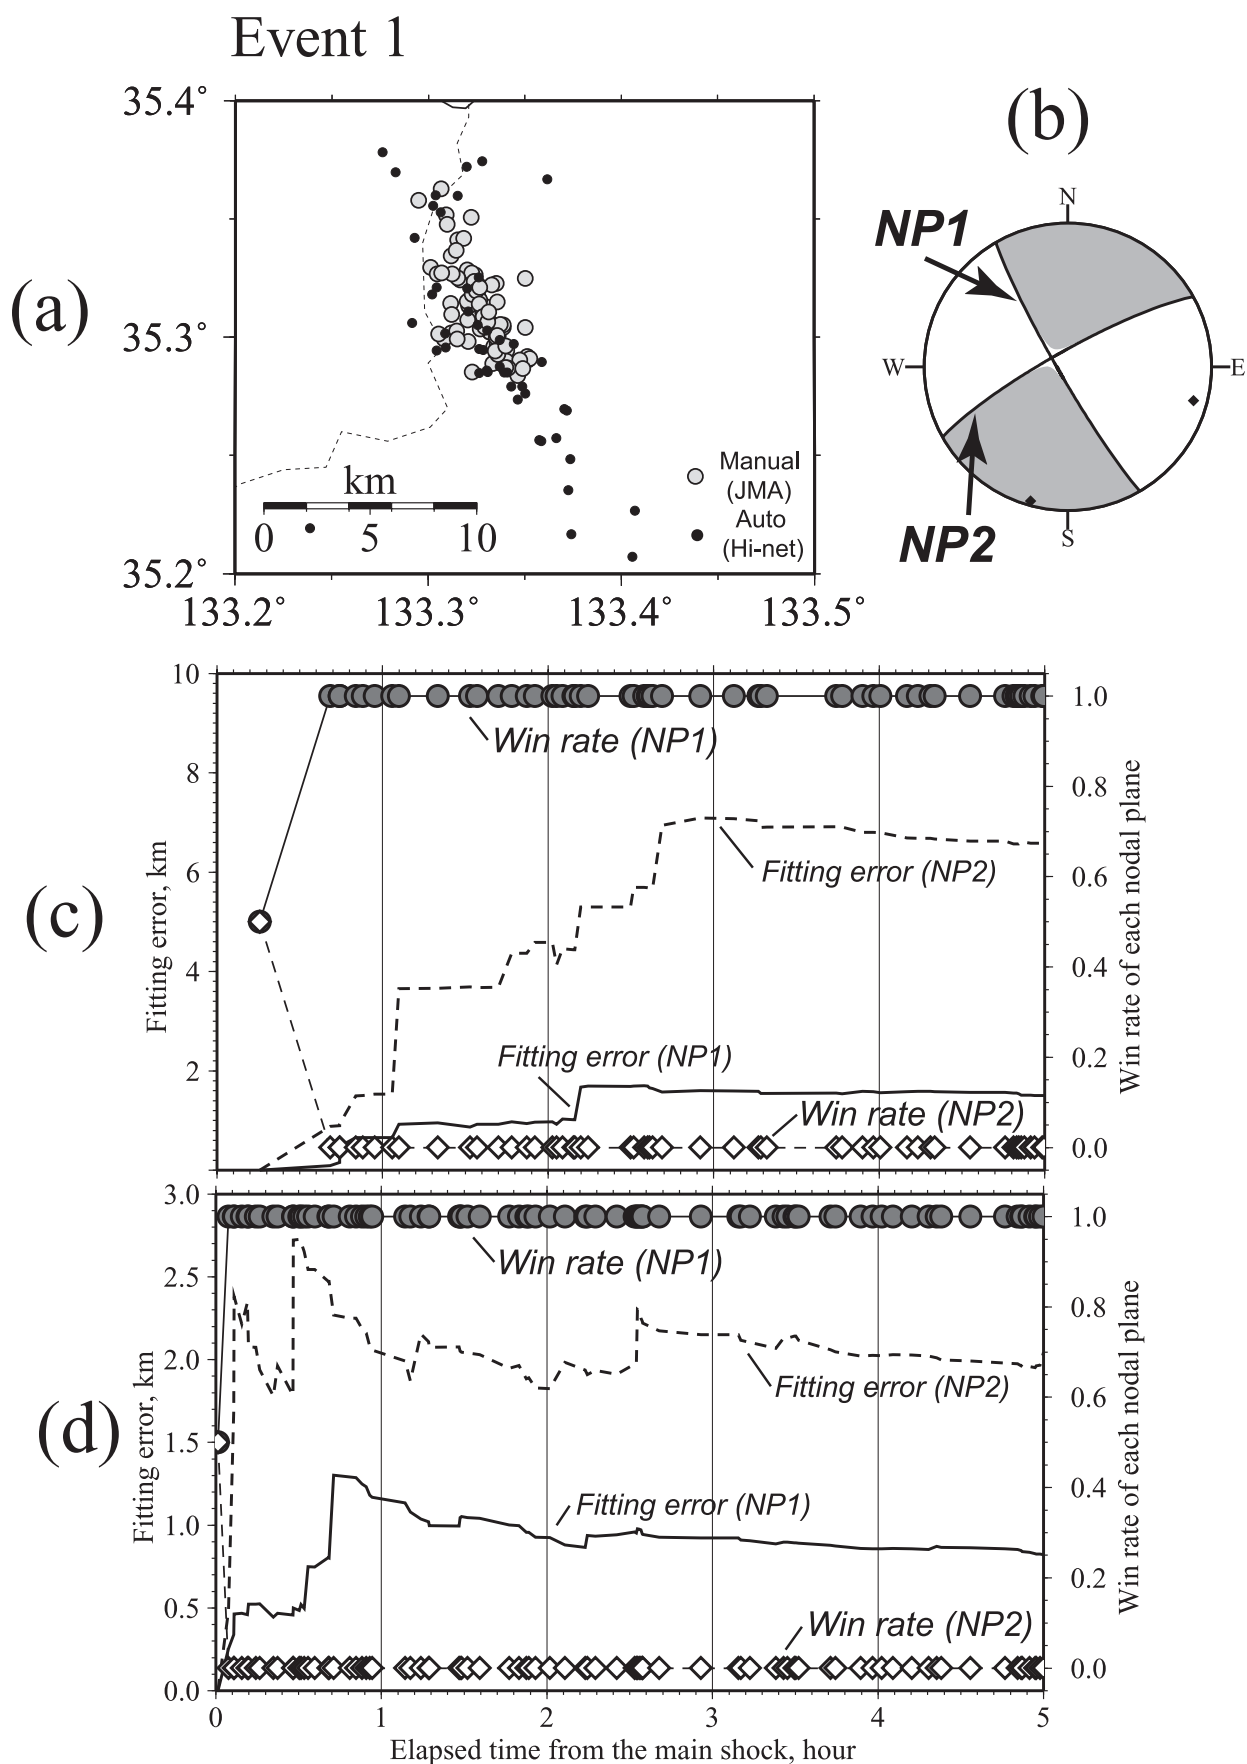 Event 1
(a)
35.4°
35.3°
35.2°
133.2°
133.3°
133.4°
133.5°
km
0
5
10
Manual
(JMA)
Auto
(Hi-net)
(b)
N
W
E
S
NP1
NP2
(c)
Fitting error, km
10
8
6
4
2
Win rate (NP1)
Fitting error (NP2)
Fitting error (NP1)
Win rate (NP2)
1.0
0.8
0.6
0.4
0.2
0.0
Win rate of each nodal plane
(d)
Fitting error, km
3.0
2.5
2.0
1.5
1.0
0.5
0.0
Win rate (NP1)
Fitting error (NP2)
Fitting error (NP1)
Win rate (NP2)
1.0
0.8
0.6
0.4
0.2
0.0
Win rate of each nodal plane
0
1
2
3
4
5
Elapsed time from the main shock, hour